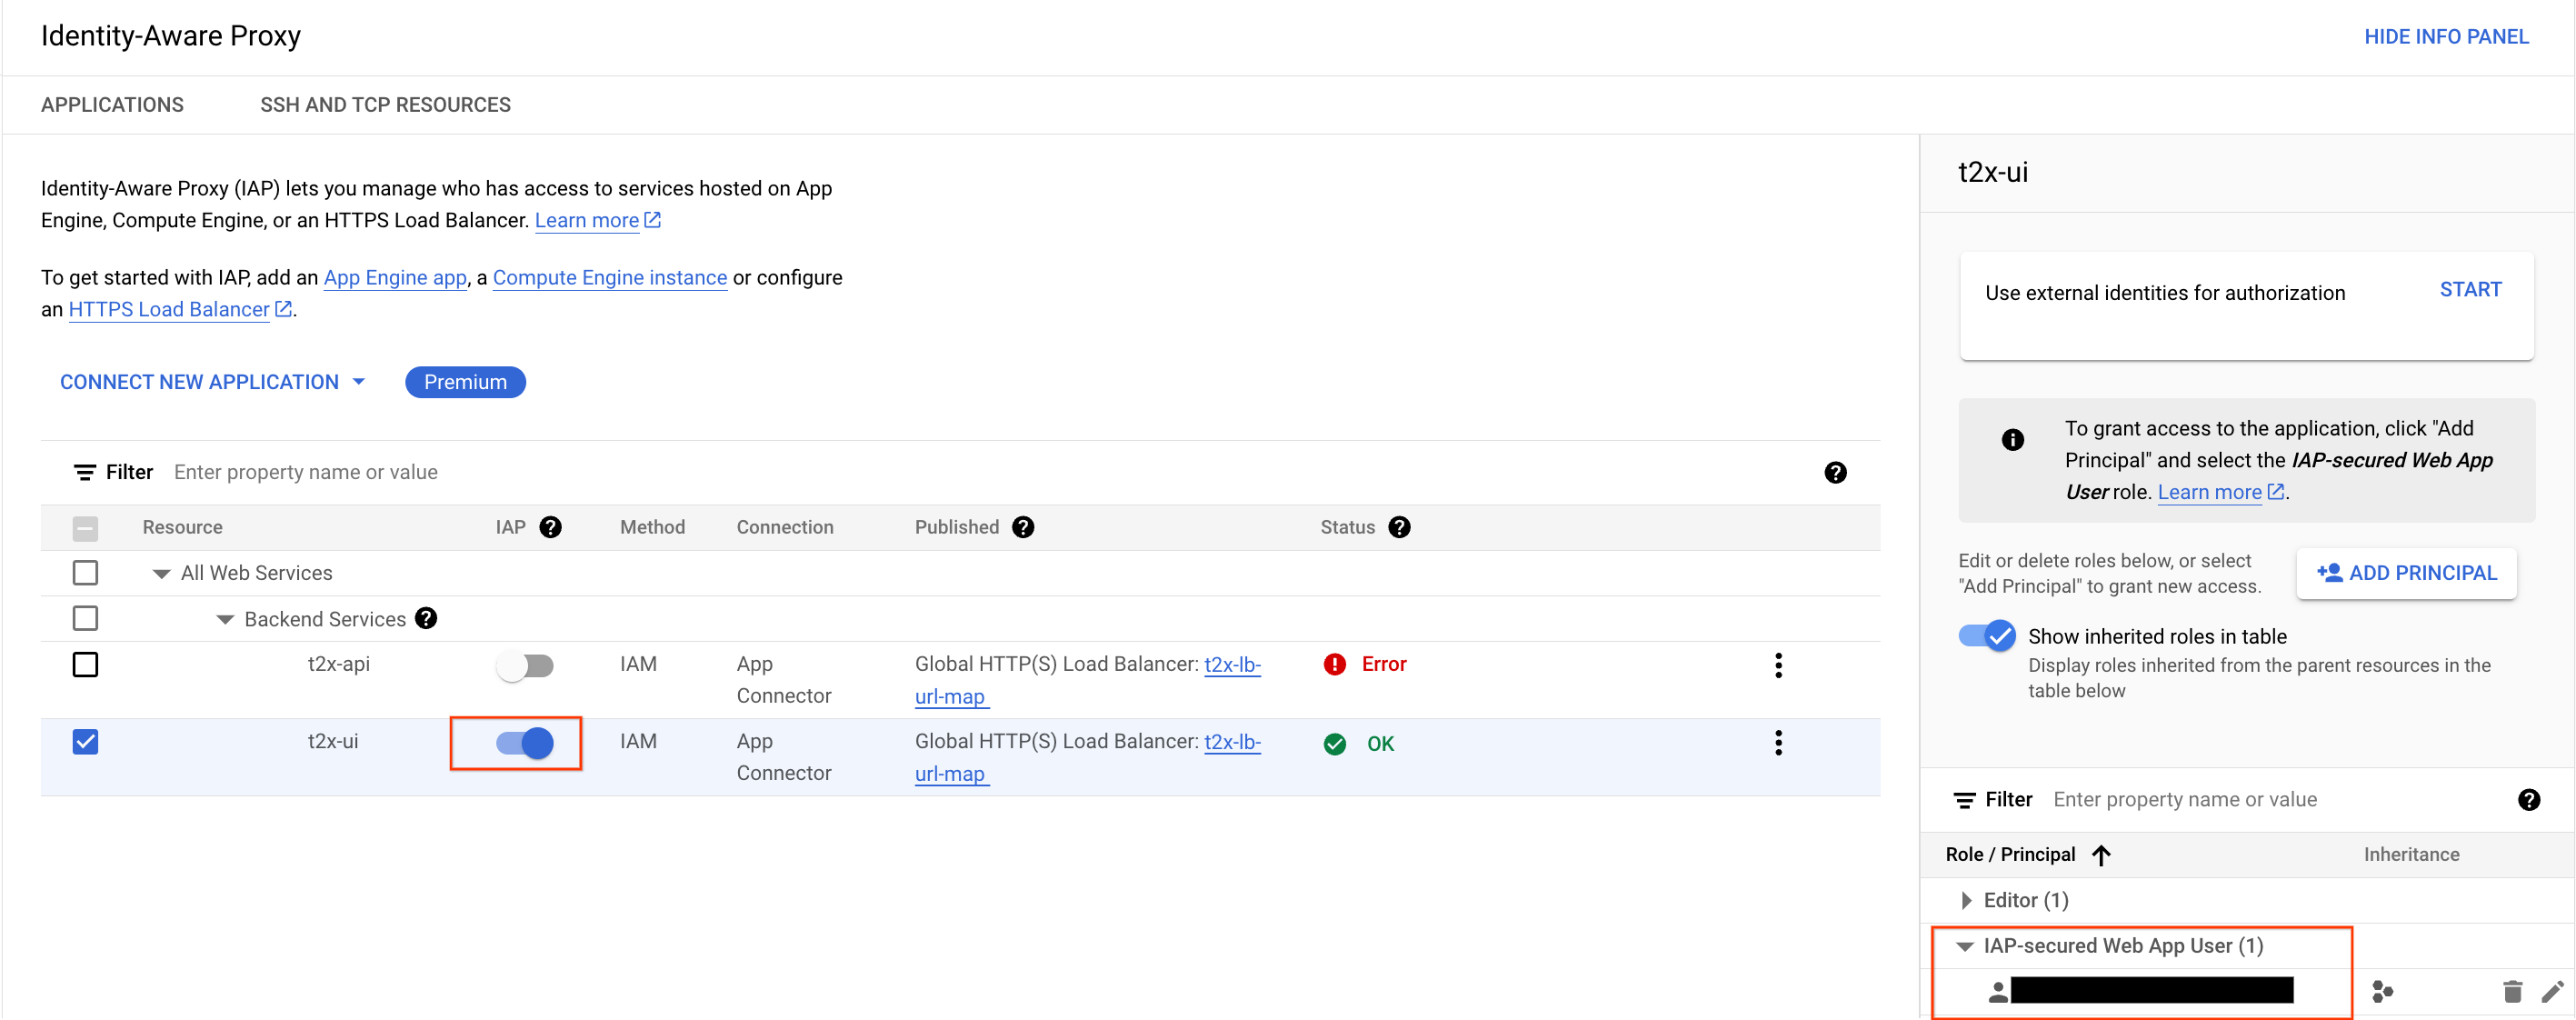 Identity-Aware Proxy
HIDE INFO PANEL
APPLICATIONS
SSH AND TCP RESOURCES
Identity-Aware Proxy (IAP) lets you manage who has access to services hosted on App
Engine, Compute Engine, or an HTTPS Load Balancer. Learn more
To get started with IAP, add an App Engine app, a Compute Engine instance or configure
an HTTPS Load Balancer.
CONNECT NEW APPLICATION
Premium
Filter Enter property name or value
Resource IAP Method Connection Published Status
All Web Services
Backend Services
t2x-api IAM App Global HTTP(S) Load Balancer: t2x-lb- Error
Connector url-map
t2x-ui IAM App Global HTTP(S) Load Balancer: t2x-lb- OK
Connector url-map
t2x-ui
Use external identities for authorization START
To grant access to the application, click "Add
Principal" and select the IAP-secured Web App
User role. Learn more.
Edit or delete roles below, or select
"Add Principal" to grant new access.
ADD PRINCIPAL
Show inherited roles in table
Display roles inherited from the parent resources in the
table below
Filter Enter property name or value
Role / Principal Inheritance
Editor (1)
IAP-secured Web App User (1)